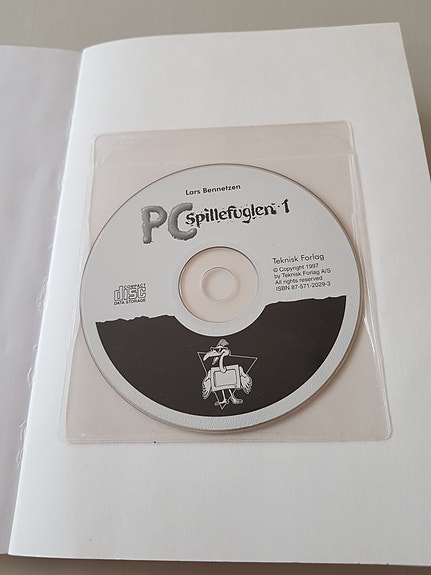 Lars Bennetzen
PC Spillefuglen 1
Teknisk Forlag
© Copyright 1997
by Teknisk Forlag A/S
All rights reserved
ISBN 87-571-2029-3
COMPACT
disc
DATA STORAGE